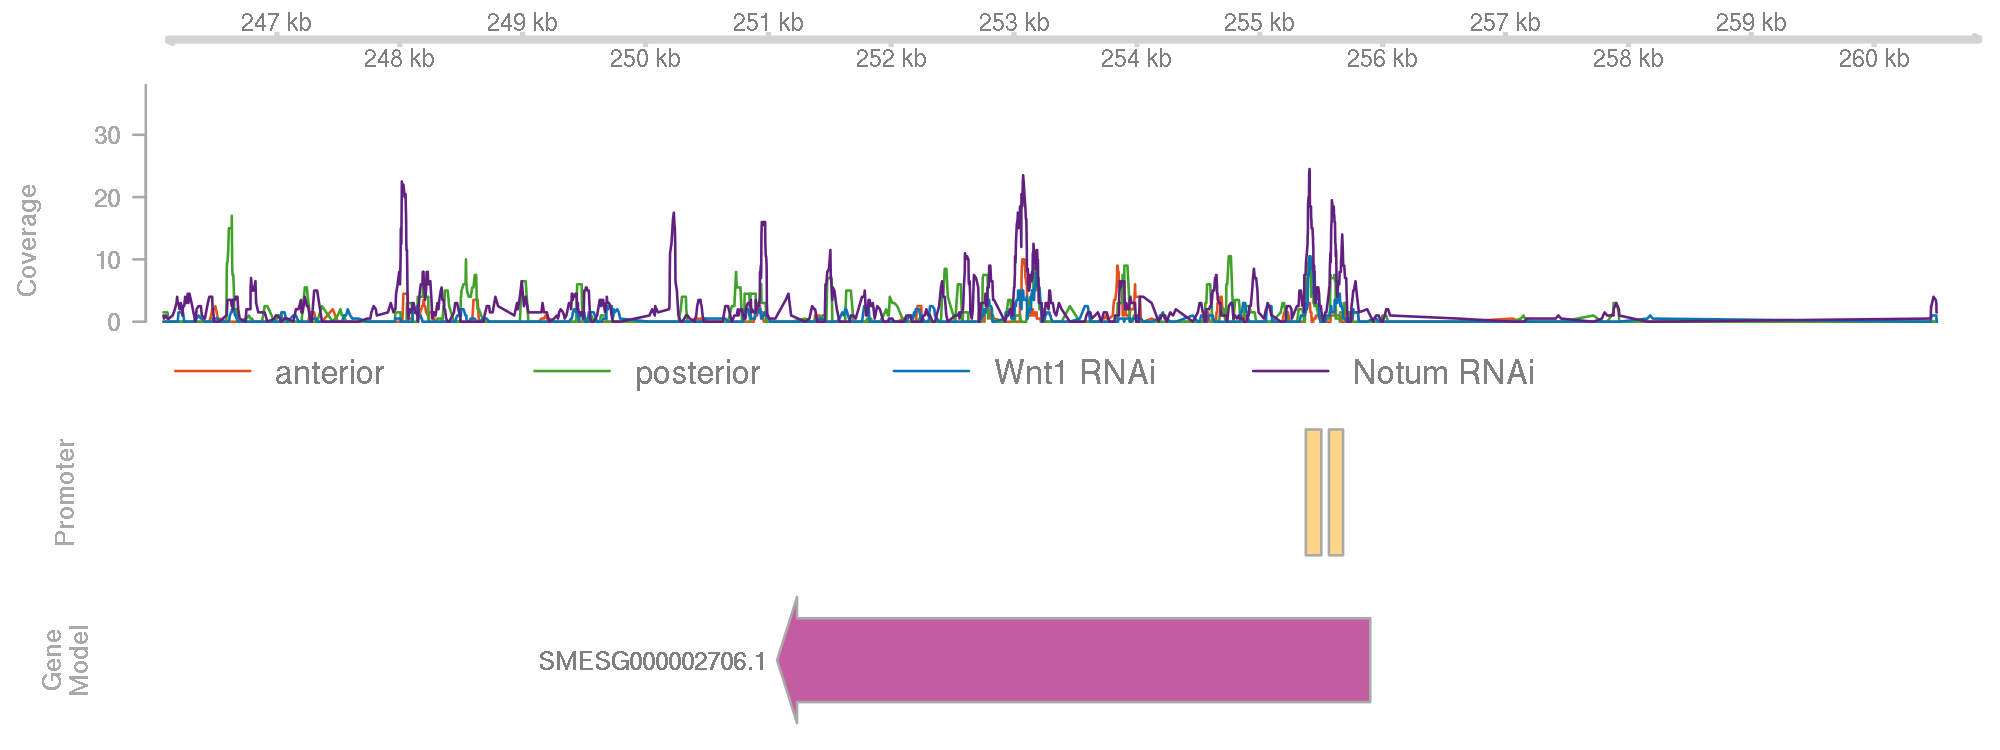 247 kb 249 kb 251 kb 253 kb 255 kb 257 kb 259 kb
248 kb 250 kb 252 kb 254 kb 256 kb 258 kb 260 kb
Coverage
30
20
10
0
anterior posterior Wnt1 RNAi Notum RNAi
Promoter
0
Gene
Model
SMESG000002706.1